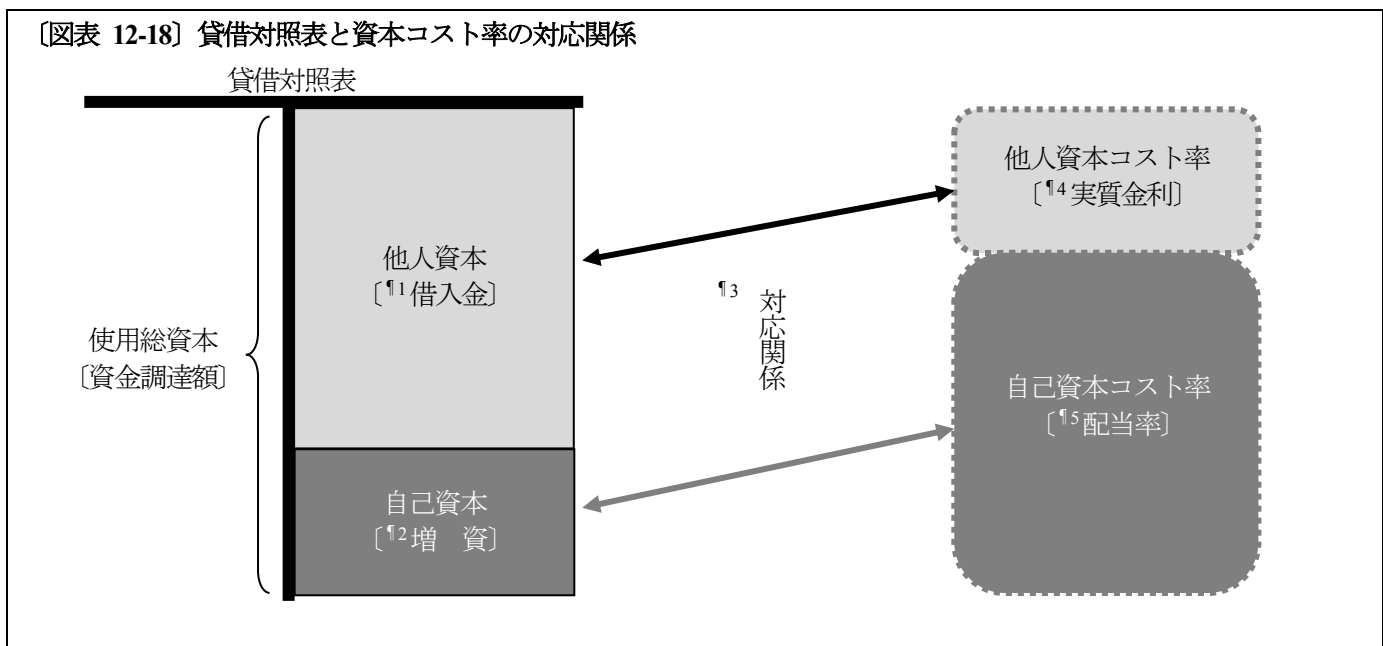 〔図表 12-18〕貸借対照表と資本コスト率の対応関係
貸借対照表
使用総資本
〔資金調達額〕
他人資本
〔¶1借入金〕
自己資本
〔¶2増　資〕
¶3 対応関係
他人資本コスト率
〔¶4実質金利〕
自己資本コスト率
〔¶5配当率〕